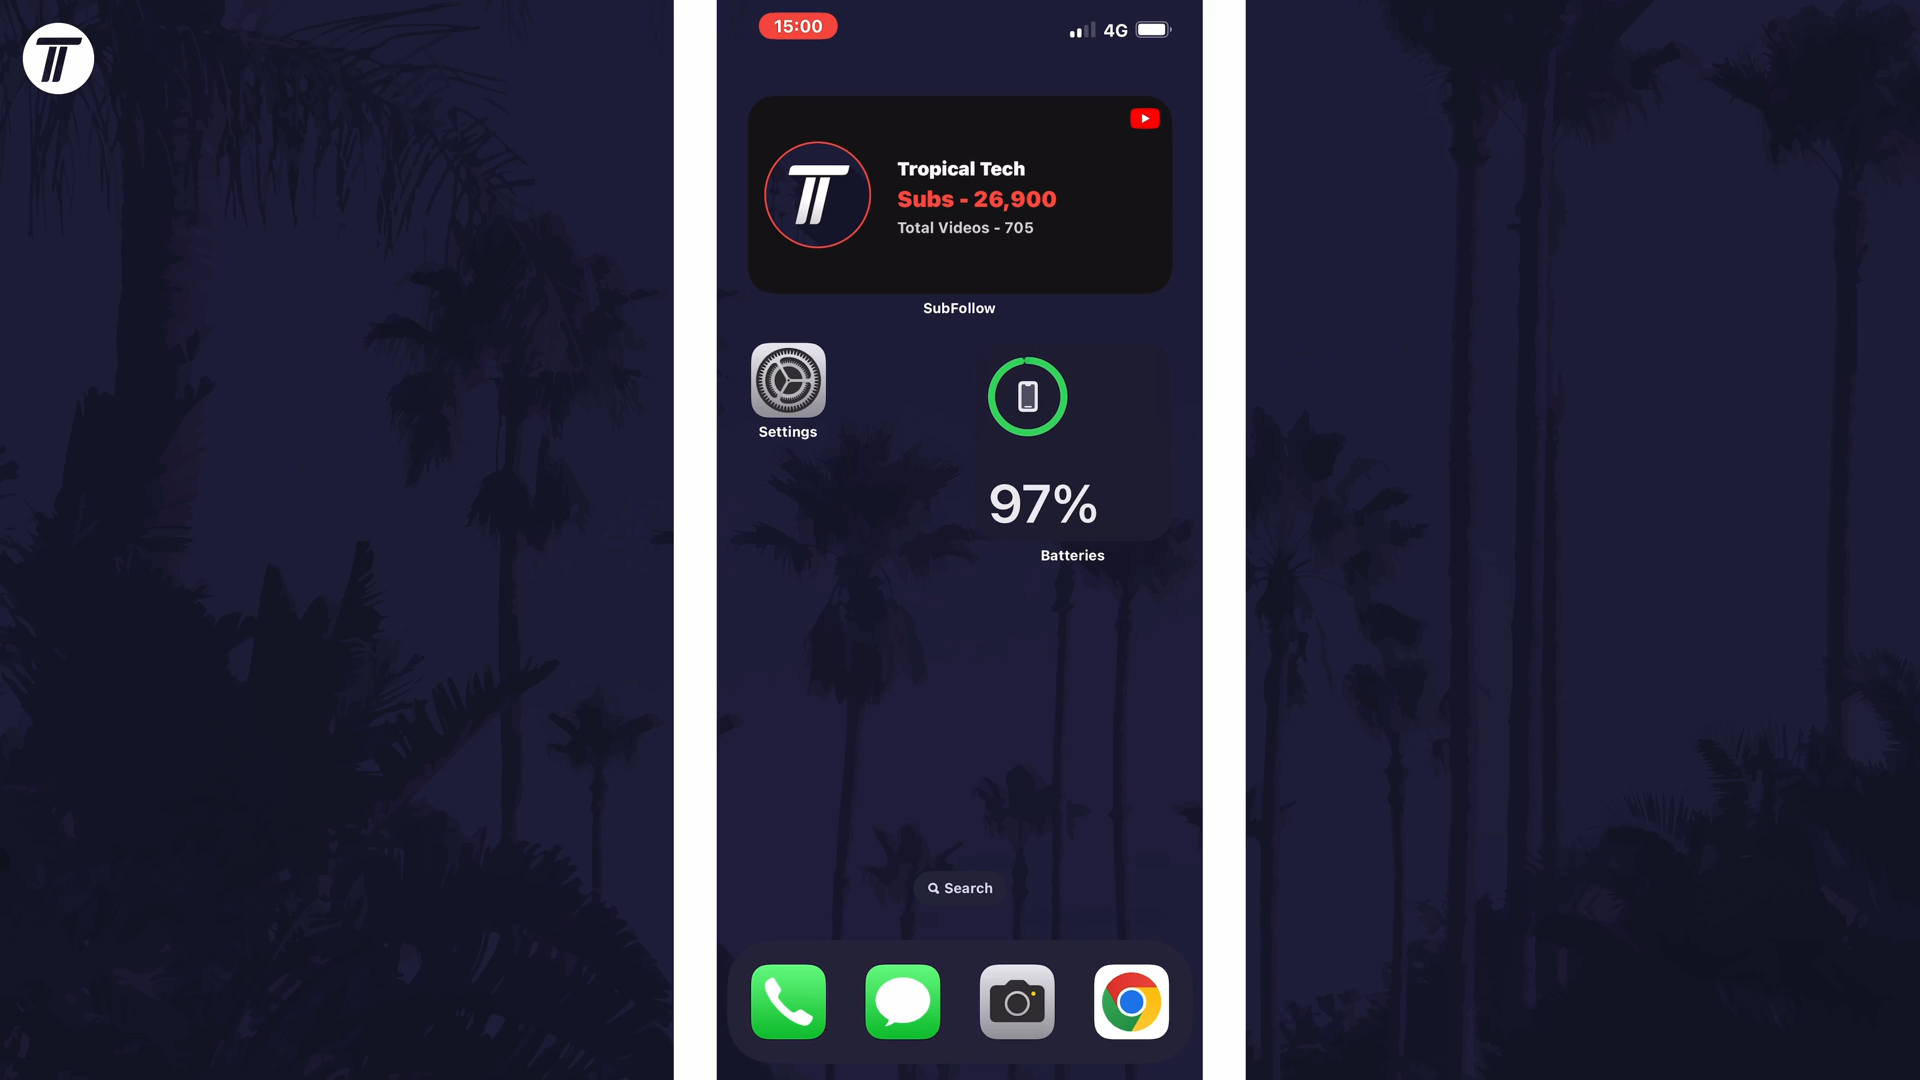 15:00
4G
Tropical Tech
Subs - 26,900
Total Videos - 705
SubFollow
Settings
97%
Batteries
Search